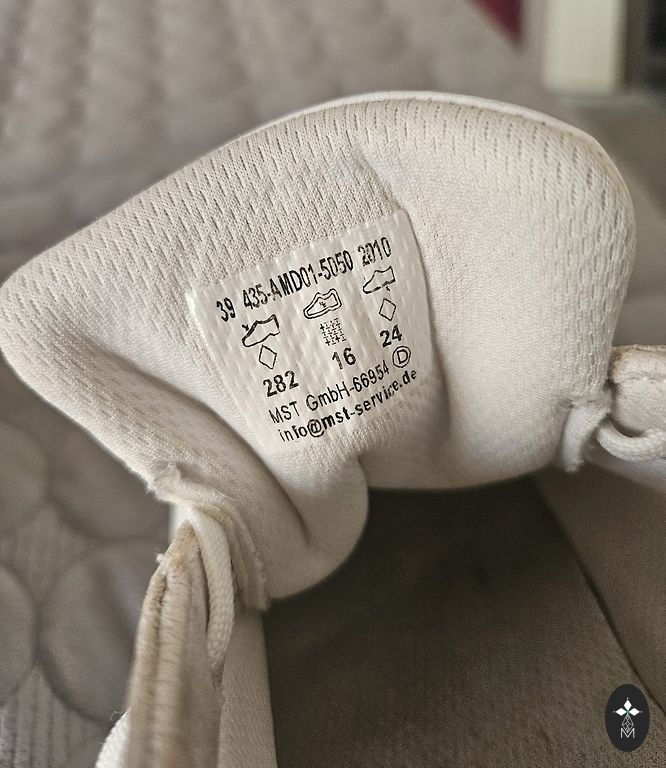 39 435-AMD01-5050 2010
282 16 24
MST GmbH-66954 D
info@mst-service.de
M